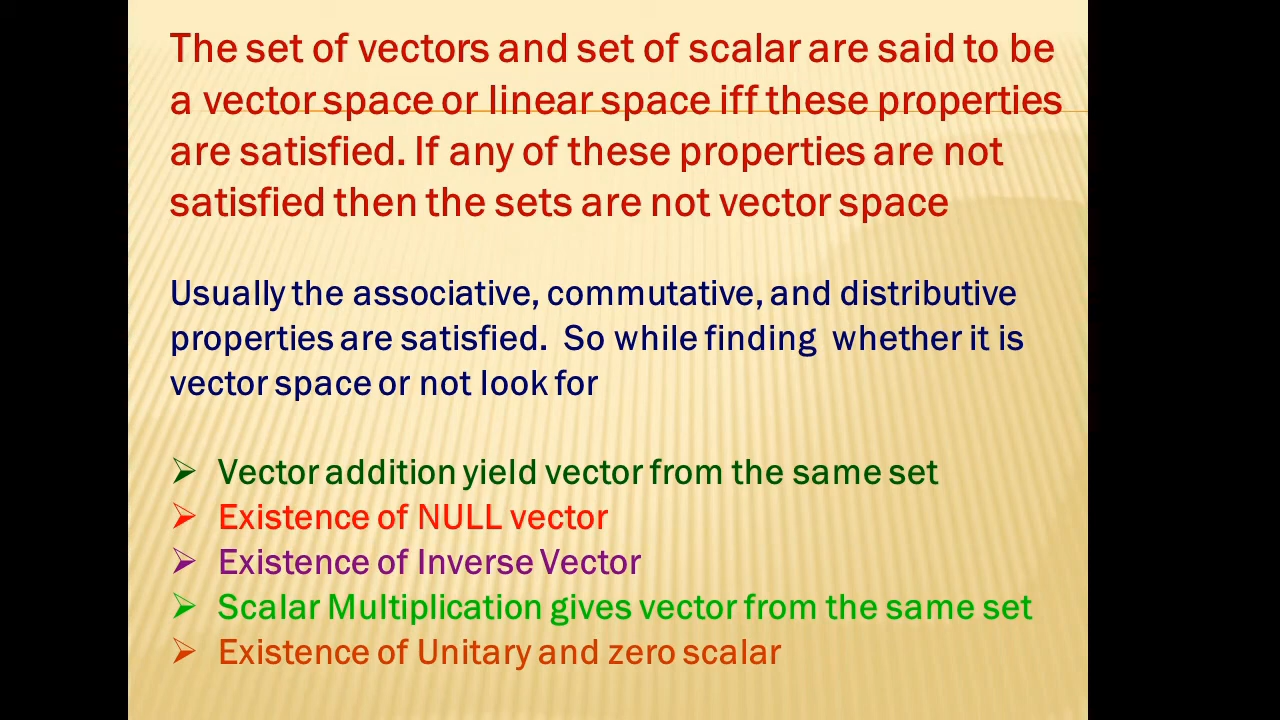 The set of vectors and set of scalar are said to be
a vector space or linear space iff these properties
are satisfied. If any of these properties are not
satisfied then the sets are not vector space
Usually the associative, commutative, and distributive
properties are satisfied. So while finding whether it is
vector space or not look for
➢ Vector addition yield vector from the same set
➢ Existence of NULL vector
➢ Existence of Inverse Vector
➢ Scalar Multiplication gives vector from the same set
➢ Existence of Unitary and zero scalar